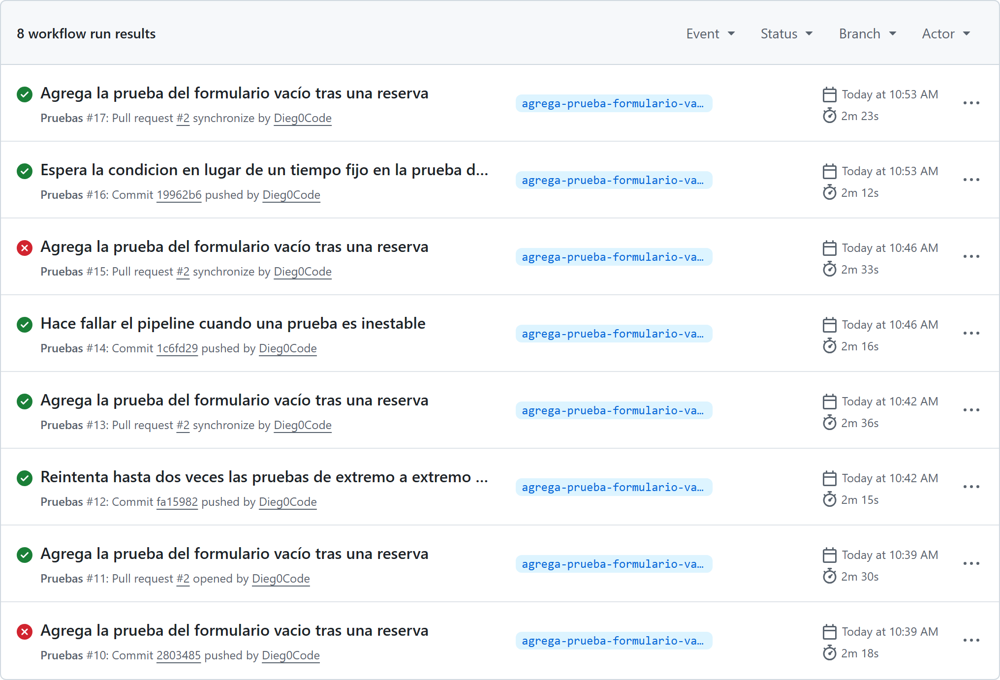 8 workflow run results
Event
Status
Branch
Actor
Agrega la prueba del formulario vacío tras una reserva
Pruebas #17: Pull request #2 synchronize by Dieg0Code
agrega-prueba-formulario-va...
Today at 10:53 AM
2m 23s
Espera la condicion en lugar de un tiempo fijo en la prueba d...
Pruebas #16: Commit 19962b6 pushed by Dieg0Code
agrega-prueba-formulario-va...
Today at 10:53 AM
2m 12s
Agrega la prueba del formulario vacío tras una reserva
Pruebas #15: Pull request #2 synchronize by Dieg0Code
agrega-prueba-formulario-va...
Today at 10:46 AM
2m 33s
Hace fallar el pipeline cuando una prueba es inestable
Pruebas #14: Commit 1c6fd29 pushed by Dieg0Code
agrega-prueba-formulario-va...
Today at 10:46 AM
2m 16s
Agrega la prueba del formulario vacío tras una reserva
Pruebas #13: Pull request #2 synchronize by Dieg0Code
agrega-prueba-formulario-va...
Today at 10:42 AM
2m 36s
Reintenta hasta dos veces las pruebas de extremo a extremo ...
Pruebas #12: Commit fa15982 pushed by Dieg0Code
agrega-prueba-formulario-va...
Today at 10:42 AM
2m 15s
Agrega la prueba del formulario vacío tras una reserva
Pruebas #11: Pull request #2 opened by Dieg0Code
agrega-prueba-formulario-va...
Today at 10:39 AM
2m 30s
Agrega la prueba del formulario vacio tras una reserva
Pruebas #10: Commit 2803485 pushed by Dieg0Code
agrega-prueba-formulario-va...
Today at 10:39 AM
2m 18s